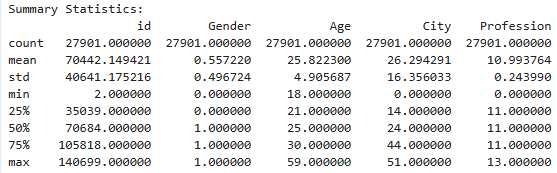 Summary Statistics:
id Gender Age City Profession
count 27901.000000 27901.000000 27901.000000 27901.000000 27901.000000
mean 70442.149421 0.557220 25.822300 26.294291 10.993764
std 40641.175216 0.496724 4.905687 16.356033 0.243990
min 2.000000 0.000000 18.000000 0.000000 0.000000
25% 35039.000000 0.000000 21.000000 14.000000 11.000000
50% 70684.000000 1.000000 25.000000 24.000000 11.000000
75% 105818.000000 1.000000 30.000000 44.000000 11.000000
max 140699.000000 1.000000 59.000000 51.000000 13.000000